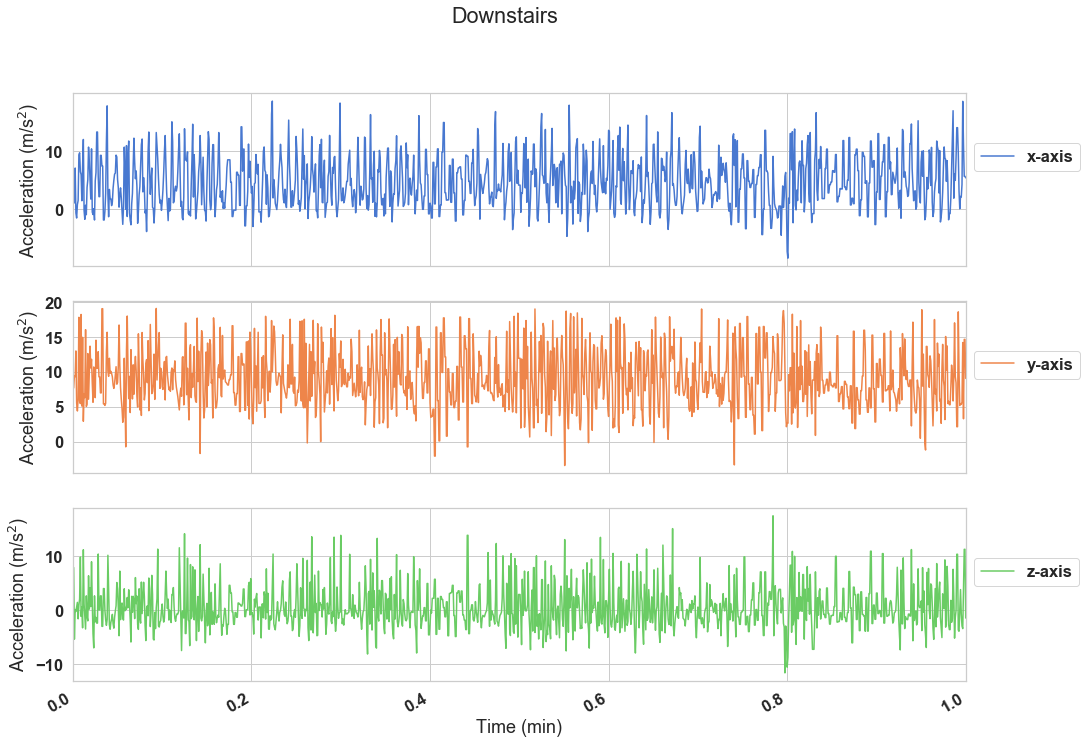 Downstairs
Acceleration (m/s²)
10
0
x-axis
Acceleration (m/s²)
20
15
10
5
0
y-axis
Acceleration (m/s²)
10
0
−10
z-axis
0.0 0.2 0.4 0.6 0.8 1.0
Time (min)